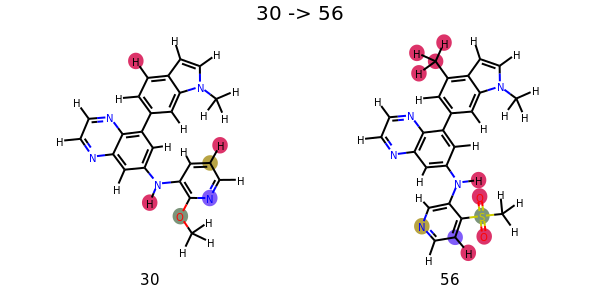 30 -> 56
H H H H H H H H
H H H H H H
H N N H H H
H N H N H H H H
H H N H H H H
H N H H H H
H H N H H O H
H N O H H H
O H H N S H
H H H O H
H H
30 56